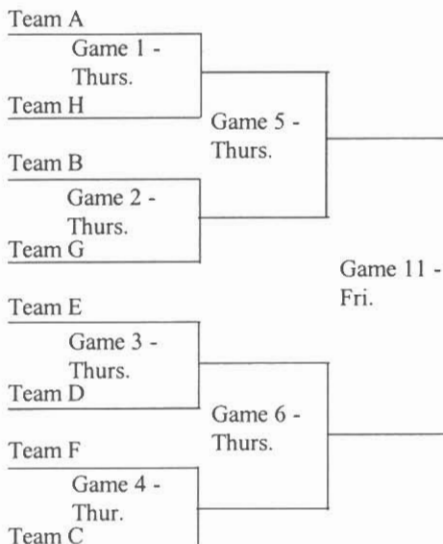 Team A
Game 1 -
Thurs.
Team H
Game 5 -
Thurs.
Team B
Game 2 -
Thurs.
Team G
Game 11 -
Fri.
Team E
Game 3 -
Thurs.
Team D
Game 6 -
Thurs.
Team F
Game 4 -
Thur.
Team C